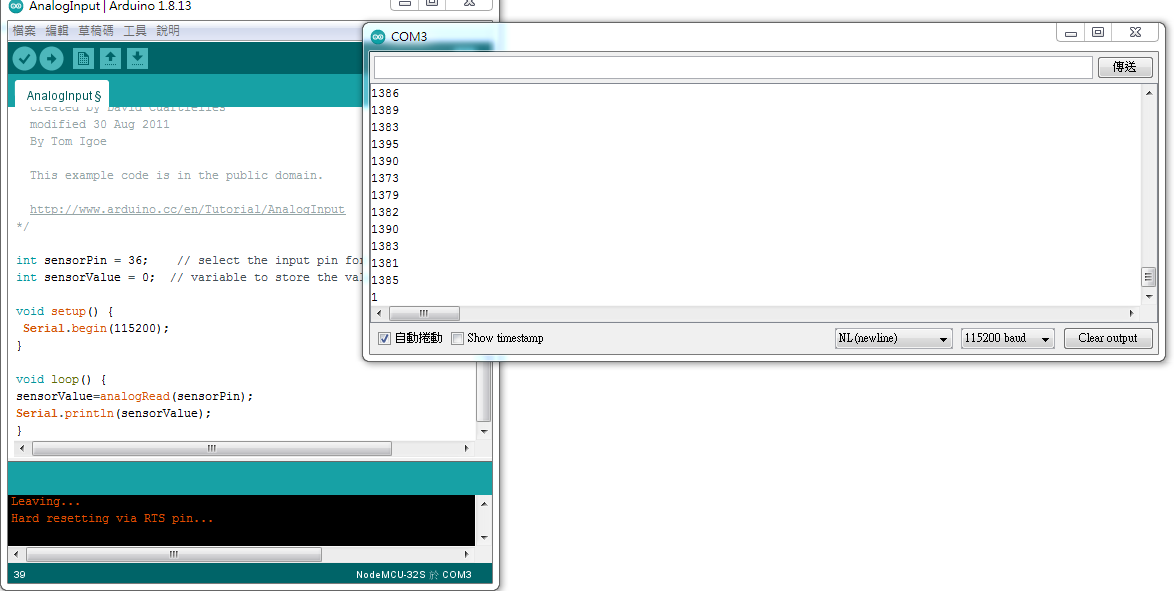 AnalogInput | Arduino 1.8.13
檔案 編輯 草稿碼 工具 說明
AnalogInput §
created by David Cuartielles
modified 30 Aug 2011
By Tom Igoe
This example code is in the public domain.
http://www.arduino.cc/en/Tutorial/AnalogInput
*/
int sensorPin = 36;    // select the input pin for
int sensorValue = 0;  // variable to store the val
void setup() {
Serial.begin(115200);
}
void loop() {
sensorValue=analogRead(sensorPin);
Serial.println(sensorValue);
}
Leaving...
Hard resetting via RTS pin...
39
NodeMCU-32S 於 COM3
COM3
傳送
1386
1389
1383
1395
1390
1373
1379
1382
1390
1383
1381
1385
1
自動捲動 Show timestamp
NL(newline)
115200 baud
Clear output